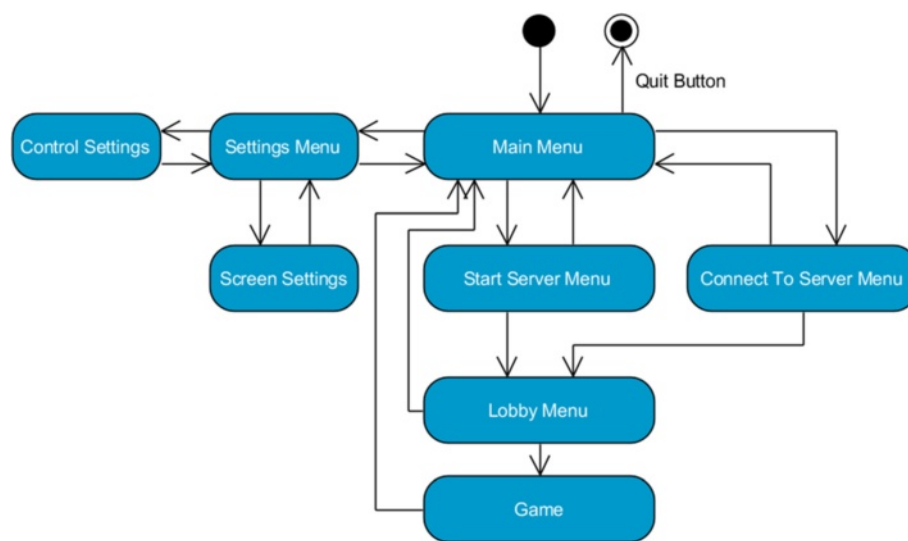 Quit Button
Control Settings
Settings Menu
Main Menu
Screen Settings
Start Server Menu
Connect To Server Menu
Lobby Menu
Game